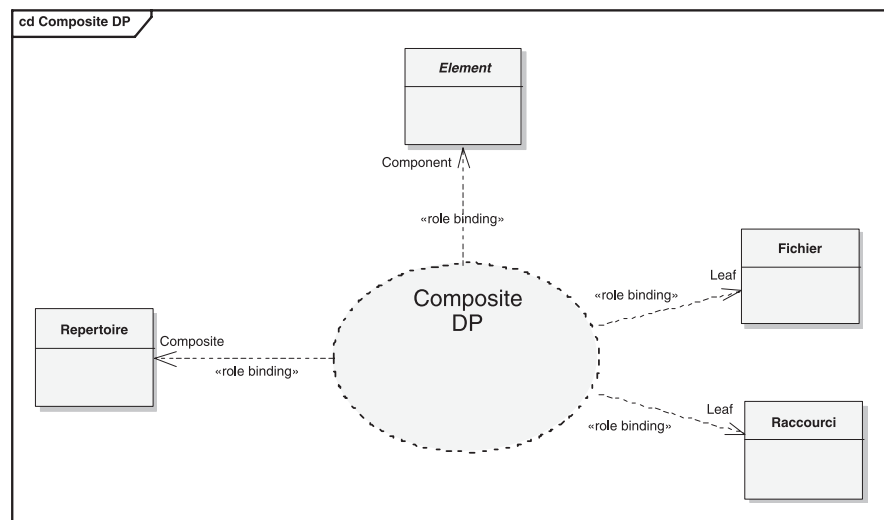 cd Composite DP
Element
Component
«role binding»
Fichier
Leaf
«role binding»
Composite
DP
Repertoire
Composite
«role binding»
Leaf
«role binding»
Raccourci